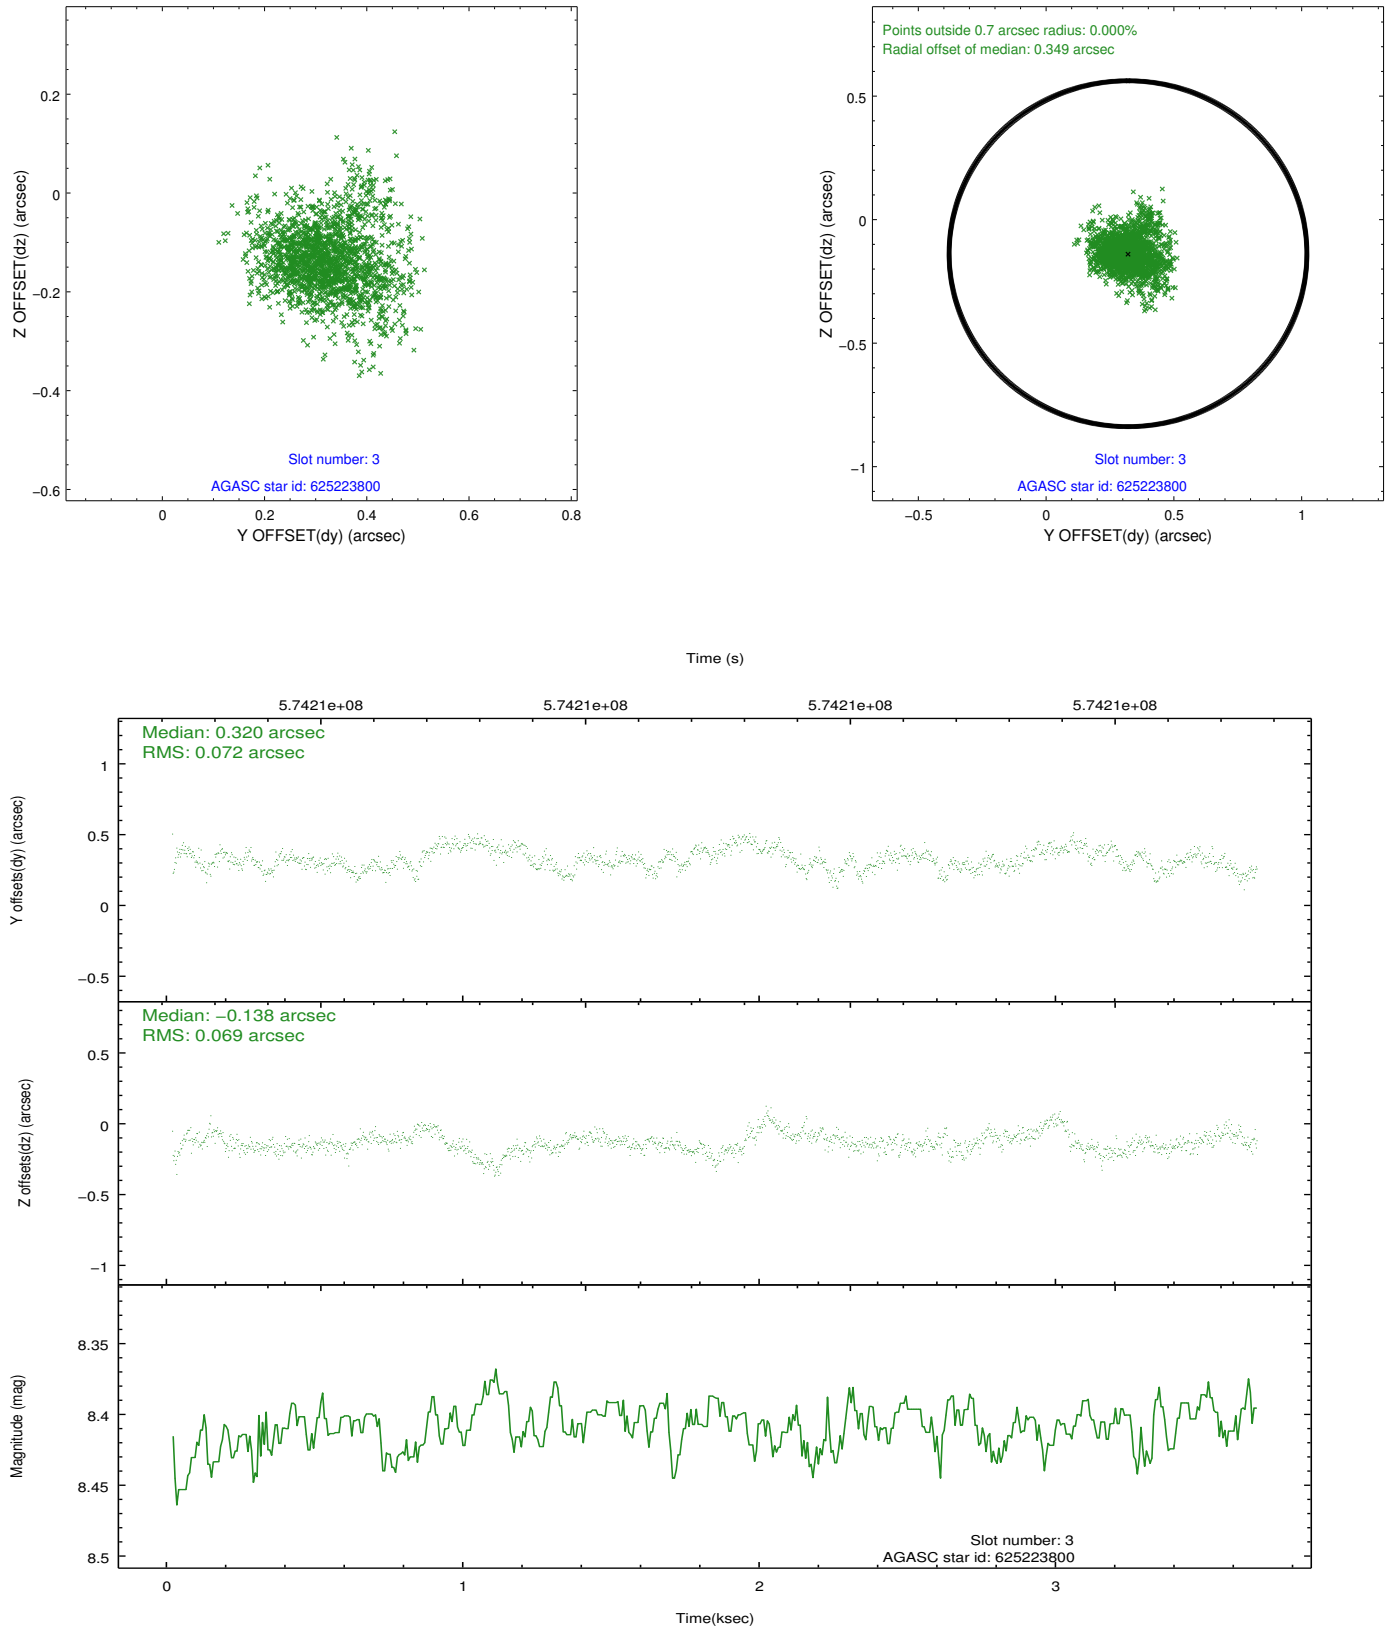 0.2
0
−0.2
−0.4
−0.6
Z OFFSET(dz) (arcsec)
Slot number: 3
AGASC star id: 625223800
0
0.2
0.4
0.6
0.8
Y OFFSET(dy) (arcsec)
Points outside 0.7 arcsec radius: 0.000%
Radial offset of median: 0.349 arcsec
0.5
0
−0.5
−1
Z OFFSET(dz) (arcsec)
Slot number: 3
AGASC star id: 625223800
−0.5
0
0.5
1
Y OFFSET(dy) (arcsec)
Time (s)
5.7421e+08
5.7421e+08
5.7421e+08
5.7421e+08
Median: 0.320 arcsec
RMS: 0.072 arcsec
1
0.5
0
−0.5
Y offsets(dy) (arcsec)
Median: −0.138 arcsec
RMS: 0.069 arcsec
0.5
0
−0.5
−1
Z offsets(dz) (arcsec)
8.35
8.4
8.45
8.5
Magnitude (mag)
Slot number: 3
AGASC star id: 625223800
0
1
2
3
Time(ksec)